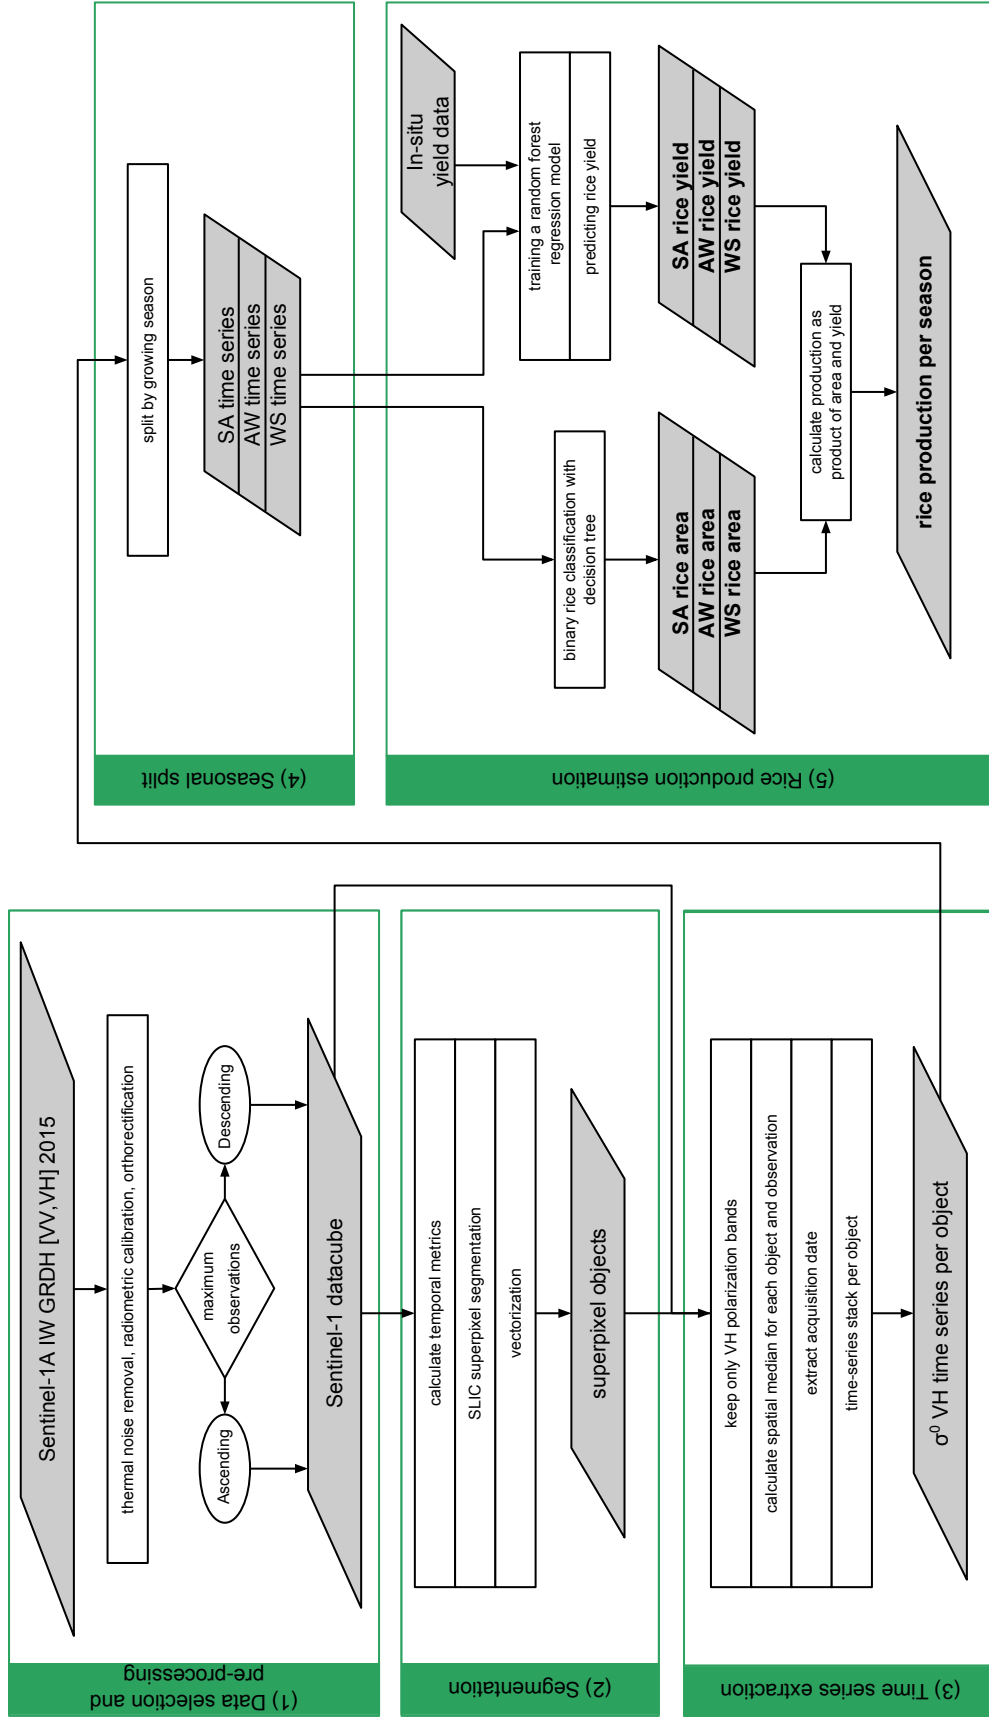 (1) Data selection and
pre-processing
Sentinel-1A IW GRDH [VV,VH] 2015
thermal noise removal, radiometric calibration, orthorectification
maximum
observations
Ascending
Descending
Sentinel-1 datacube
(2) Segmentation
calculate temporal metrics
SLIC superpixel segmentation
vectorization
superpixel objects
(3) Time series extraction
keep only VH polarization bands
calculate spatial median for each object and observation
extract acquisition date
time-series stack per object
σ⁰ VH time series per object
(4) Seasonal split
split by growing season
SA time series
AW time series
WS time series
(5) Rice production estimation
In-situ
yield data
binary rice classification with
decision tree
training a random forest
regression model
predicting rice yield
SA rice area
AW rice area
WS rice area
SA rice yield
AW rice yield
WS rice yield
calculate production as
product of area and yield
rice production per season